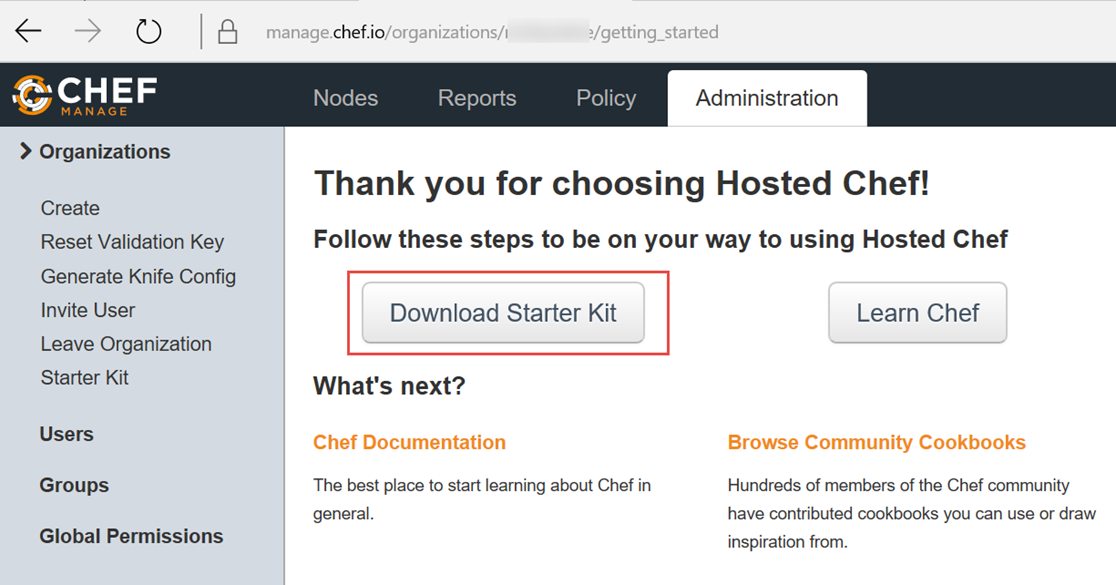 manage.chef.io/organizations/ /getting_started
CHEF
MANAGE
Nodes
Reports
Policy
Administration
Organizations
Create
Reset Validation Key
Generate Knife Config
Invite User
Leave Organization
Starter Kit
Users
Groups
Global Permissions
Thank you for choosing Hosted Chef!
Follow these steps to be on your way to using Hosted Chef
Download Starter Kit
Learn Chef
What's next?
Chef Documentation
The best place to start learning about Chef in
general.
Browse Community Cookbooks
Hundreds of members of the Chef community
have contributed cookbooks you can use or draw
inspiration from.